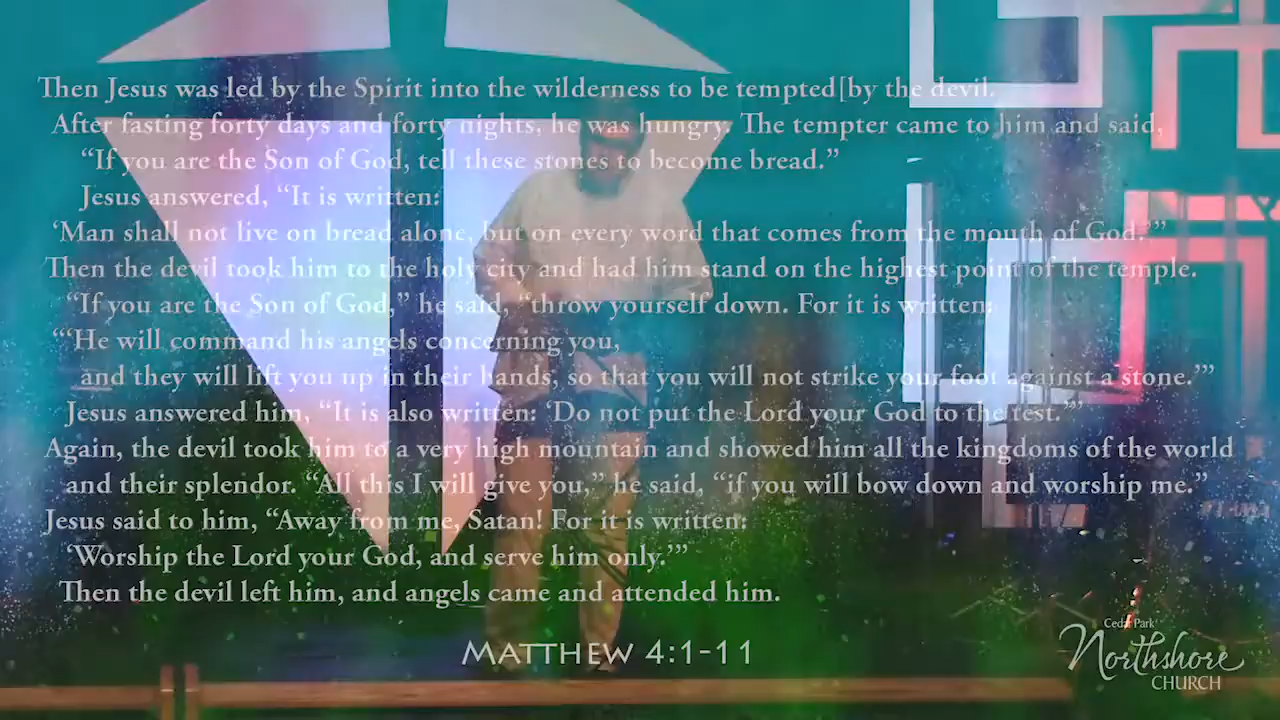 Then Jesus was led by the Spirit into the wilderness to be tempted[by the devil.
After fasting forty days and forty nights, he was hungry. The tempter came to him and said,
“If you are the Son of God, tell these stones to become bread.”
Jesus answered, “It is written:
‘Man shall not live on bread alone, but on every word that comes from the mouth of God.’”
Then the devil took him to the holy city and had him stand on the highest point of the temple.
“If you are the Son of God,” he said, “throw yourself down. For it is written:
“‘He will command his angels concerning you,
and they will lift you up in their hands, so that you will not strike your foot against a stone.’”
Jesus answered him, “It is also written: ‘Do not put the Lord your God to the test.’”
Again, the devil took him to a very high mountain and showed him all the kingdoms of the world
and their splendor. “All this I will give you,” he said, “if you will bow down and worship me.”
Jesus said to him, “Away from me, Satan! For it is written:
‘Worship the Lord your God, and serve him only.’”
Then the devil left him, and angels came and attended him.
MATTHEW 4:1-11
Cedar Park
Northshore
CHURCH